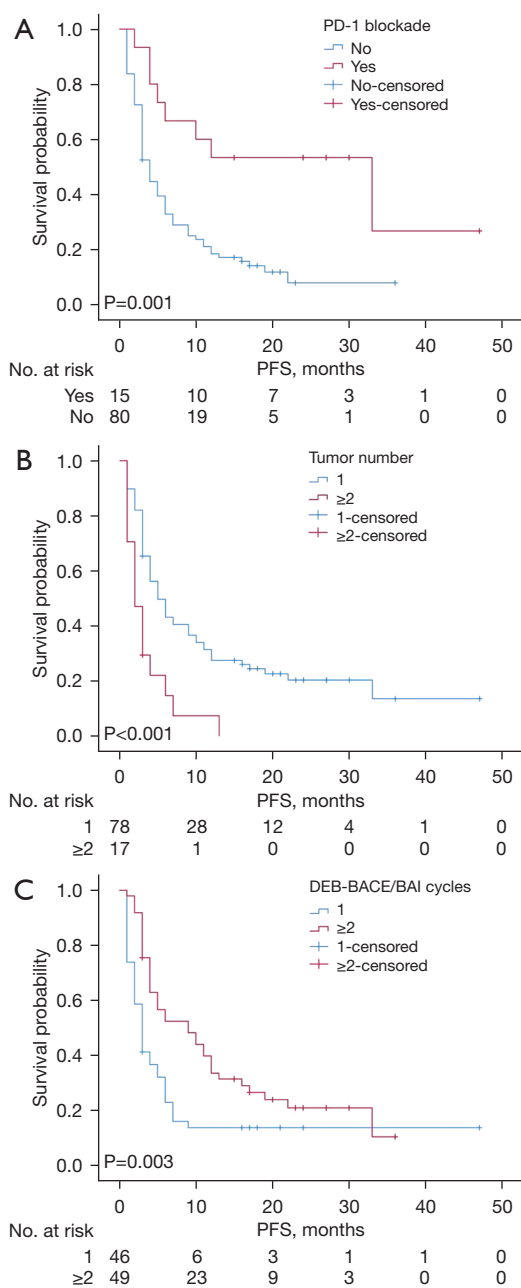 A
PD-1 blockade
No
Yes
No-censored
Yes-censored
Survival probability
1.0
0.8
0.6
0.4
0.2
0.0
P=0.001
0 10 20 30 40 50
No. at risk PFS, months
Yes 15 10 7 3 1 0
No 80 19 5 1 0 0
B
Tumor number
1
≥2
1-censored
≥2-censored
Survival probability
1.0
0.8
0.6
0.4
0.2
0.0
P<0.001
0 10 20 30 40 50
No. at risk PFS, months
1 78 28 12 4 1 0
≥2 17 1 0 0 0 0
C
DEB-BACE/BAI cycles
1
≥2
1-censored
≥2-censored
Survival probability
1.0
0.8
0.6
0.4
0.2
0.0
P=0.003
0 10 20 30 40 50
No. at risk PFS, months
1 46 6 3 1 1 0
≥2 49 23 9 3 0 0